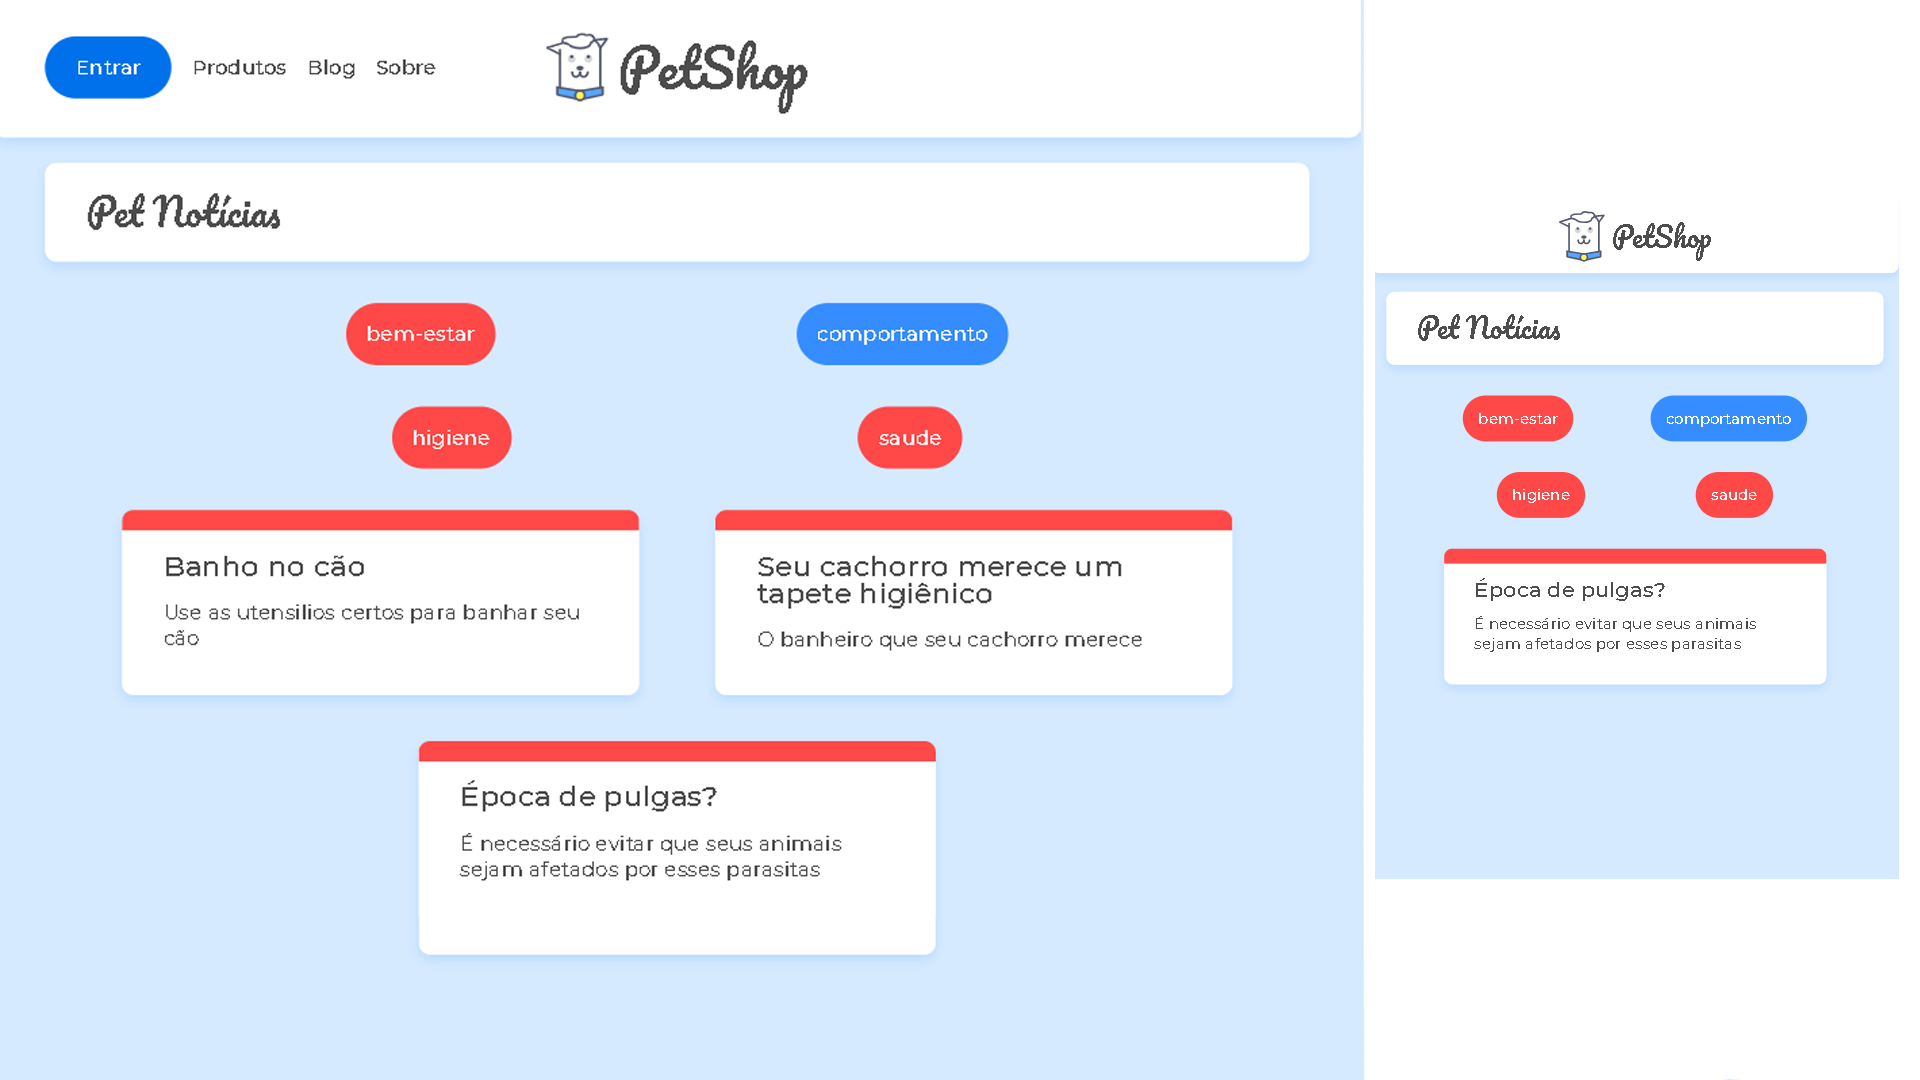 Entrar
Produtos
Blog
Sobre
PetShop
Pet Notícias
bem-estar
comportamento
higiene
saude
Banho no cão
Use as utensilios certos para banhar seu
cão
Seu cachorro merece um
tapete higiênico
O banheiro que seu cachorro merece
Época de pulgas?
É necessário evitar que seus animais
sejam afetados por esses parasitas
PetShop
Pet Notícias
bem-estar
comportamento
higiene
saude
Época de pulgas?
É necessário evitar que seus animais
sejam afetados por esses parasitas